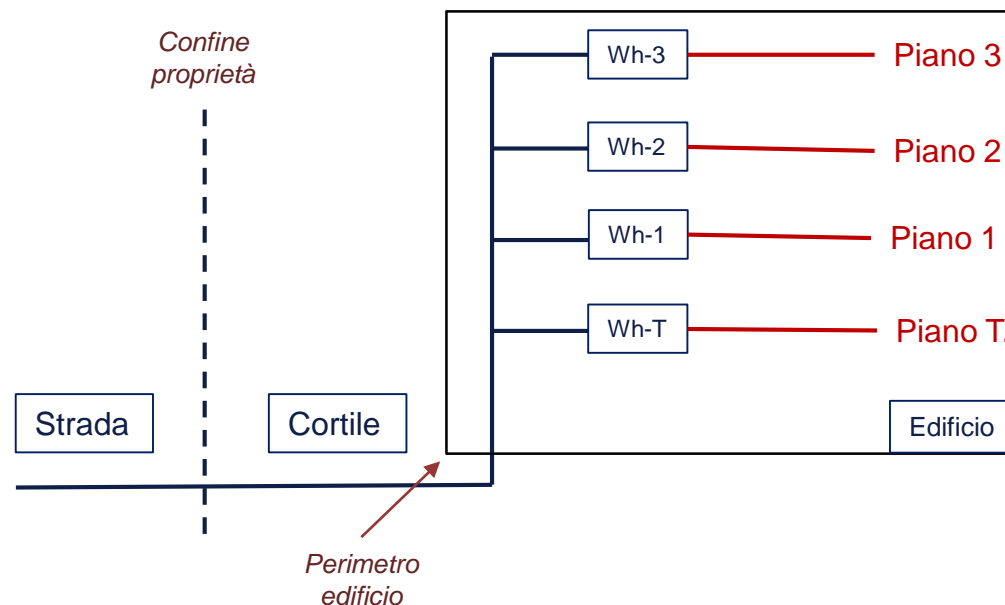 Confine
proprietà
Wh-3
Piano 3
Wh-2
Piano 2
Wh-1
Piano 1
Wh-T
Piano T.
Strada
Cortile
Edificio
Perimetro
edificio